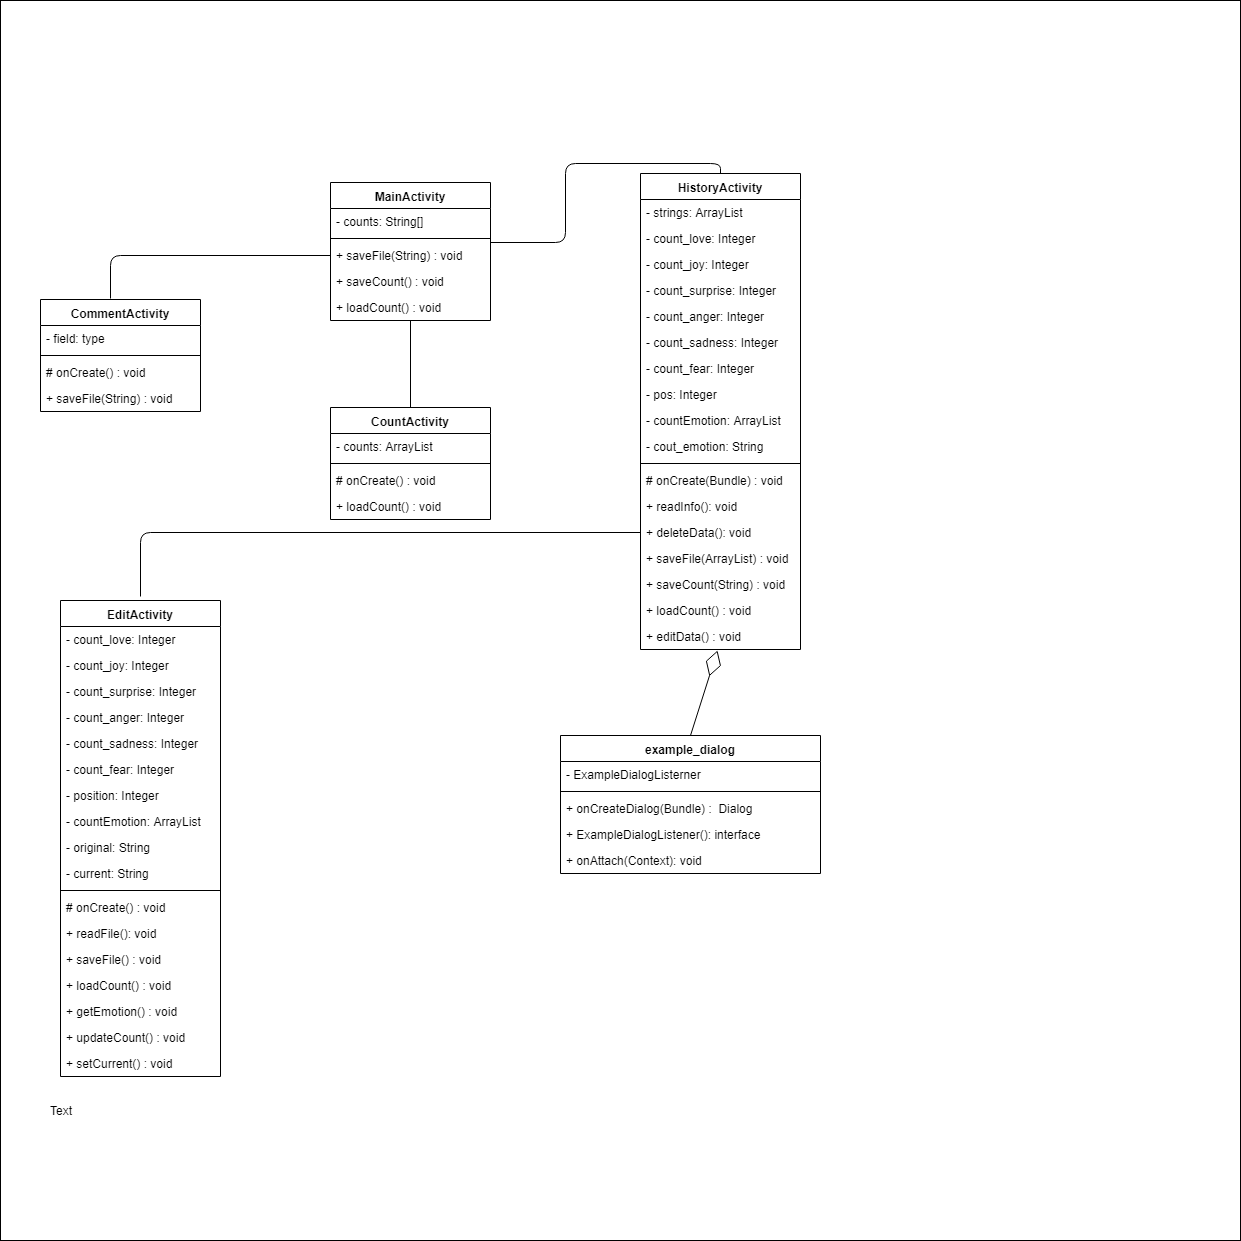 MainActivity
- counts: String[]
+ saveFile(String) : void
+ saveCount() : void
+ loadCount() : void
HistoryActivity
- strings: ArrayList
- count_love: Integer
- count_joy: Integer
- count_surprise: Integer
- count_anger: Integer
- count_sadness: Integer
- count_fear: Integer
- pos: Integer
- countEmotion: ArrayList
- cout_emotion: String
# onCreate(Bundle) : void
+ readInfo(): void
+ deleteData(): void
+ saveFile(ArrayList) : void
+ saveCount(String) : void
+ loadCount() : void
+ editData() : void
CommentActivity
- field: type
# onCreate() : void
+ saveFile(String) : void
CountActivity
- counts: ArrayList
# onCreate() : void
+ loadCount() : void
EditActivity
- count_love: Integer
- count_joy: Integer
- count_surprise: Integer
- count_anger: Integer
- count_sadness: Integer
- count_fear: Integer
- position: Integer
- countEmotion: ArrayList
- original: String
- current: String
# onCreate() : void
+ readFile(): void
+ saveFile() : void
+ loadCount() : void
+ getEmotion() : void
+ updateCount() : void
+ setCurrent() : void
example_dialog
- ExampleDialogListerner
+ onCreateDialog(Bundle) :  Dialog
+ ExampleDialogListener(): interface
+ onAttach(Context): void
Text